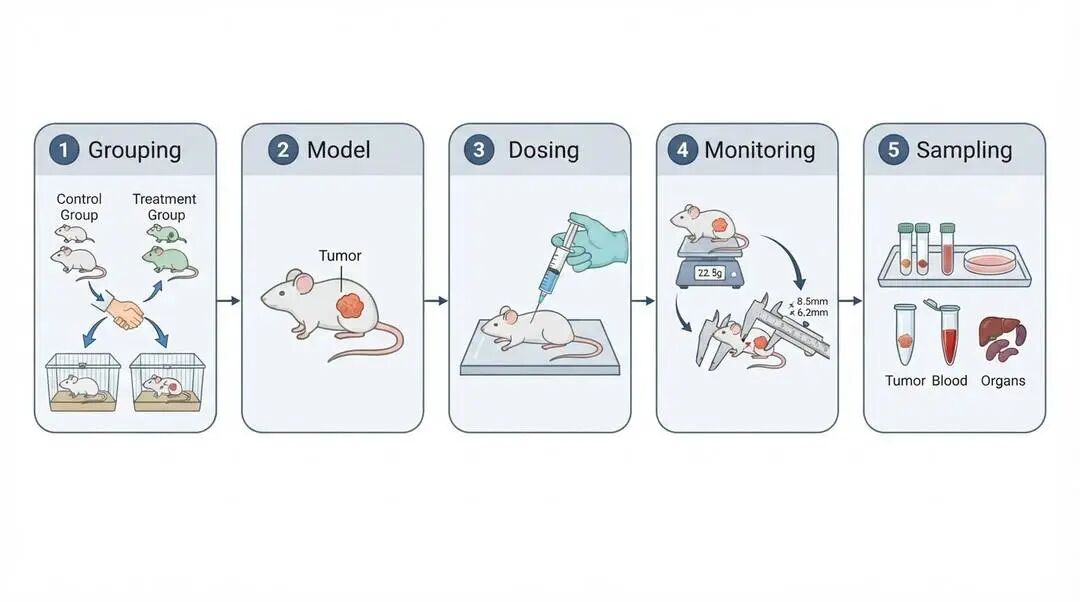 1 Grouping
Control
Group
Treatment
Group
2 Model
Tumor
3 Dosing
4 Monitoring
22.5g
8.5mm
6.2mm
5 Sampling
Tumor Blood Organs